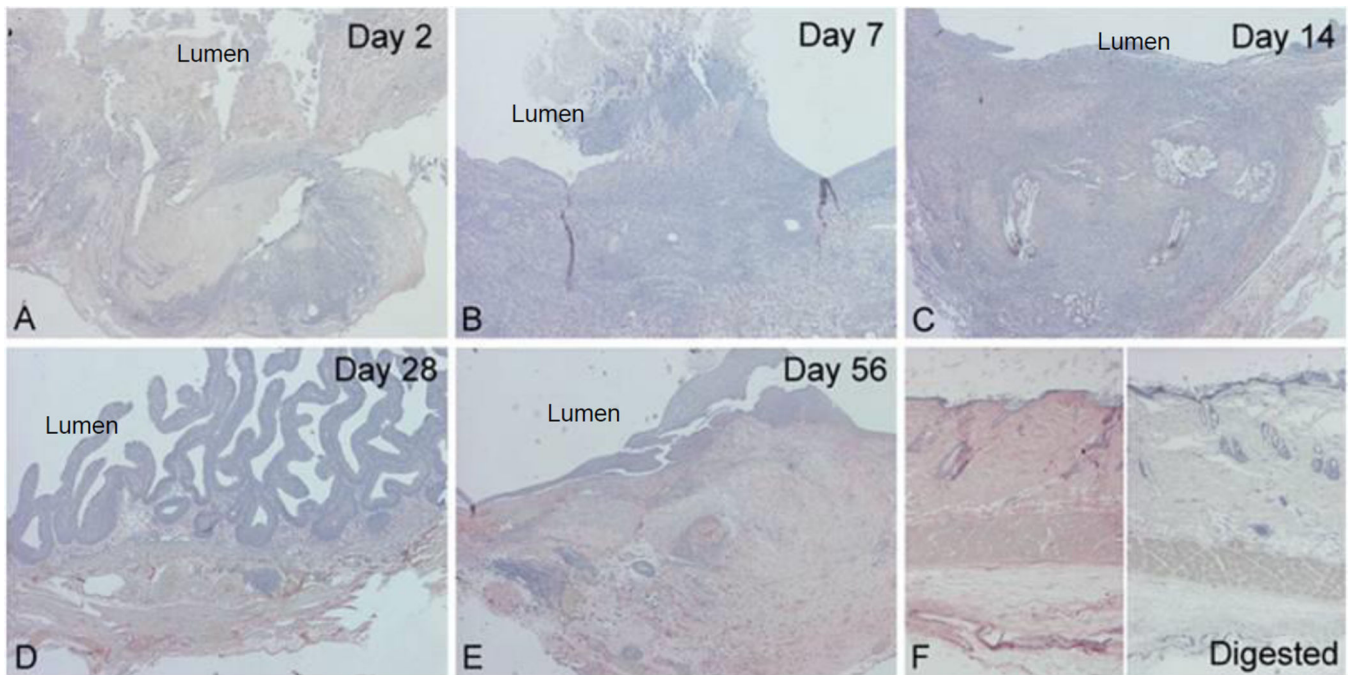 Lumen
Day 2
A
Lumen
Day 7
B
Lumen
Day 14
C
Lumen
Day 28
D
Lumen
Day 56
E
F
Digested